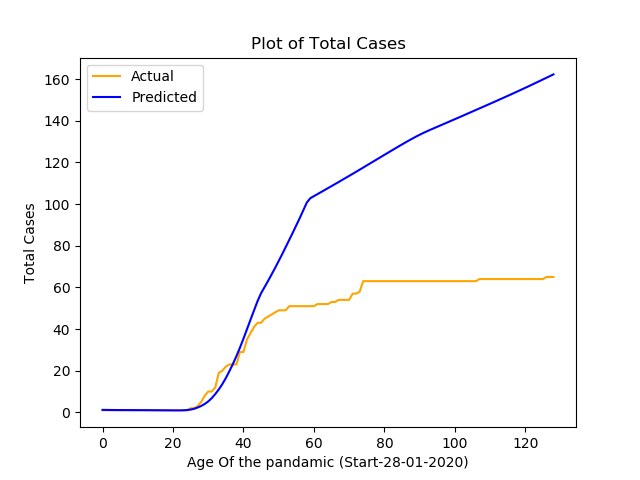 Plot of Total Cases
Actual
Predicted
160
140
120
100
80
60
40
20
0
Total Cases
0 20 40 60 80 100 120
Age Of the pandamic (Start-28-01-2020)